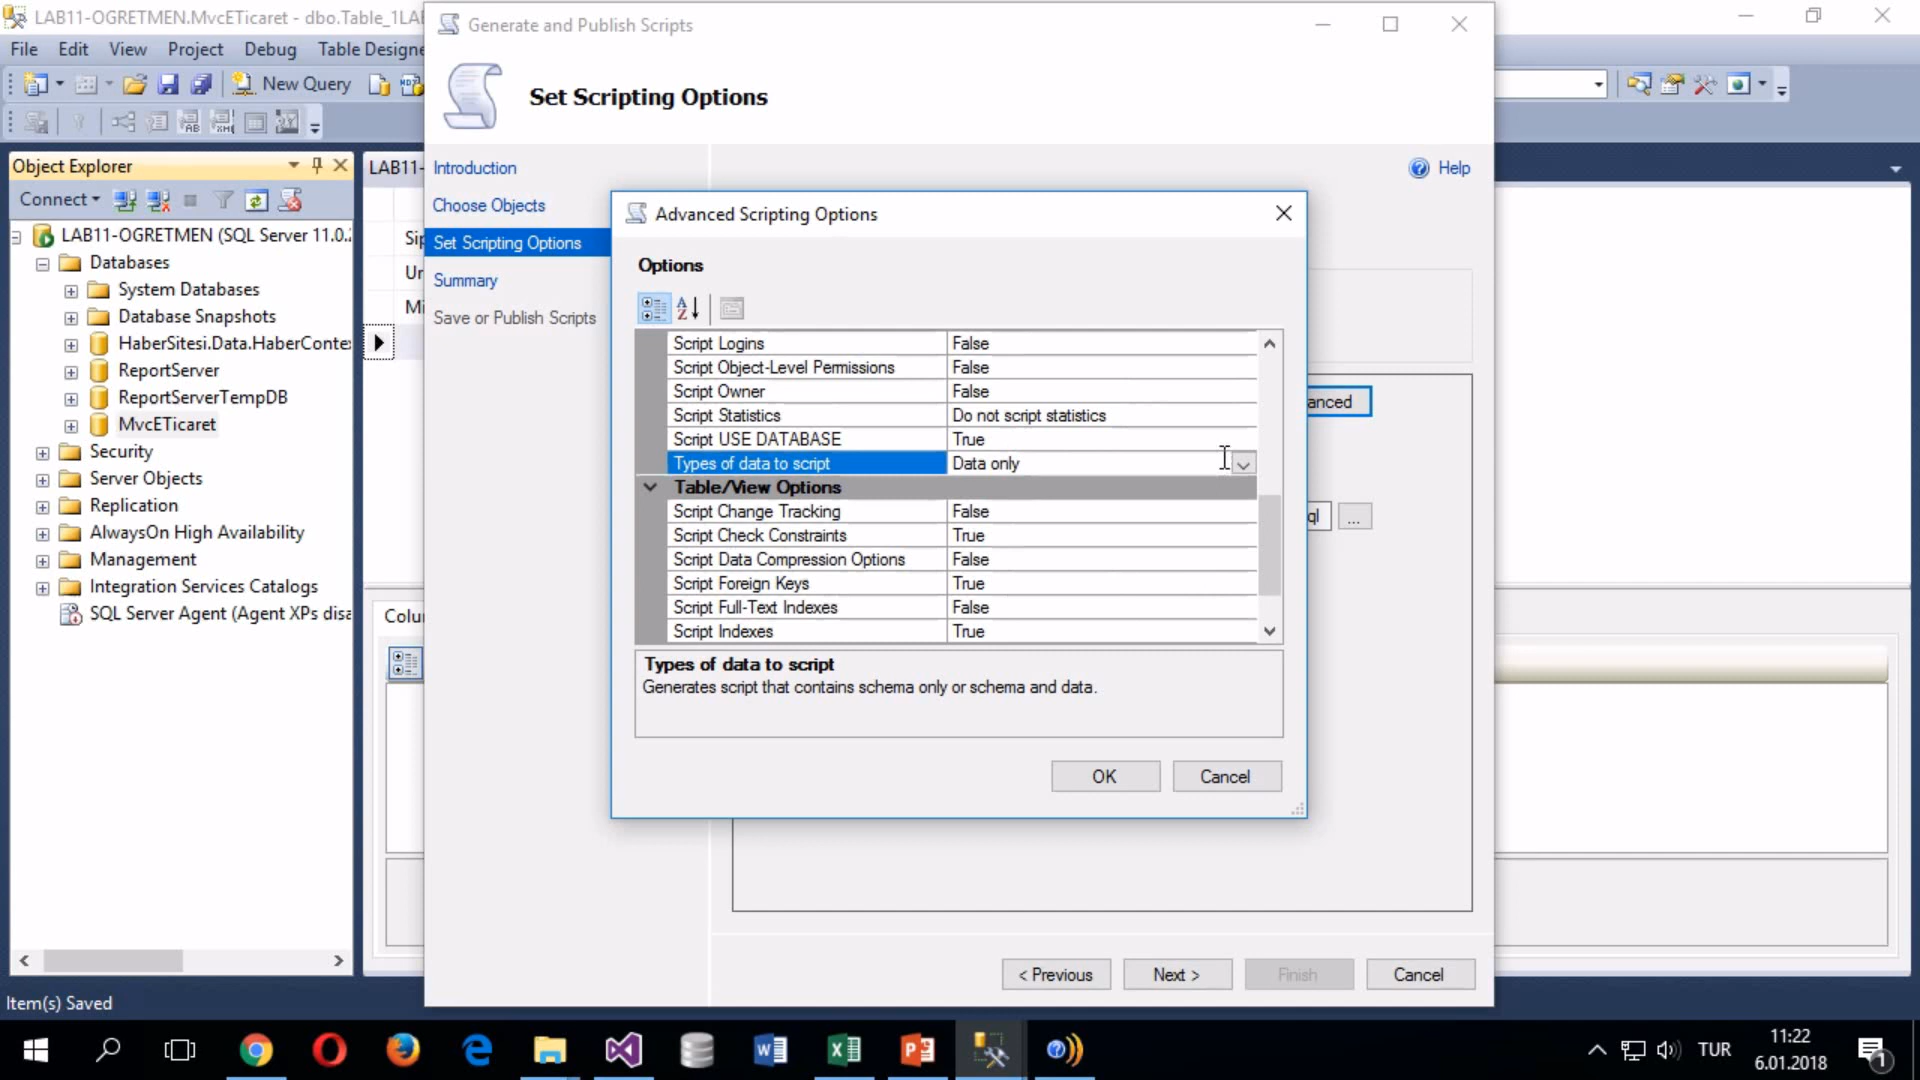 LAB11-OGRETMEN.MvcETicaret - dbo.Table_1LAB
File Edit View Project Debug Table Designe
New Query
Object Explorer
Connect
LAB11-OGRETMEN (SQL Server 11.0.
Databases
System Databases
Database Snapshots
HaberSitesi.Data.HaberConte
ReportServer
ReportServerTempDB
MvcETicaret
Security
Server Objects
Replication
AlwaysOn High Availability
Management
Integration Services Catalogs
SQL Server Agent (Agent XPs disa
Item(s) Saved
LAB11-
Sip
Ur
Colu
Generate and Publish Scripts
Set Scripting Options
Introduction
Choose Objects
Set Scripting Options
Summary
Save or Publish Scripts
Help
anced
ql
...
Advanced Scripting Options
Options
Script Logins False
Script Object-Level Permissions False
Script Owner False
Script Statistics Do not script statistics
Script USE DATABASE True
Types of data to script Data only
Table/View Options
Script Change Tracking False
Script Check Constraints True
Script Data Compression Options False
Script Foreign Keys True
Script Full-Text Indexes False
Script Indexes True
Types of data to script
Generates script that contains schema only or schema and data.
OK Cancel
< Previous Next > Finish Cancel
TUR
11:22
6.01.2018
1